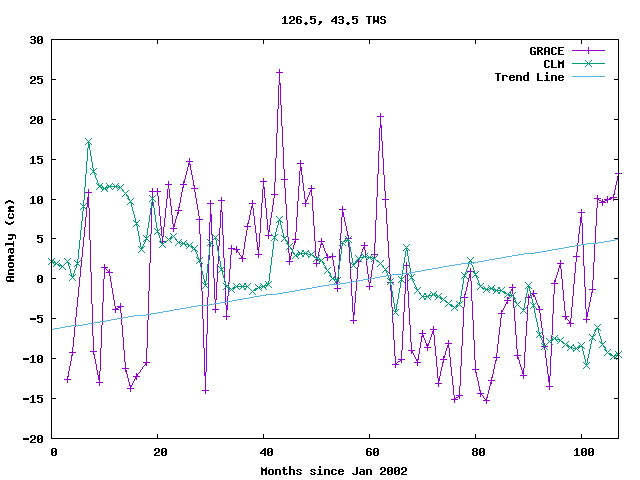 126.5, 43.5 TWS
GRACE
CLM
Trend Line
30
25
20
15
10
5
0
-5
-10
-15
-20
Anomaly (cm)
0 20 40 60 80 100
Months since Jan 2002